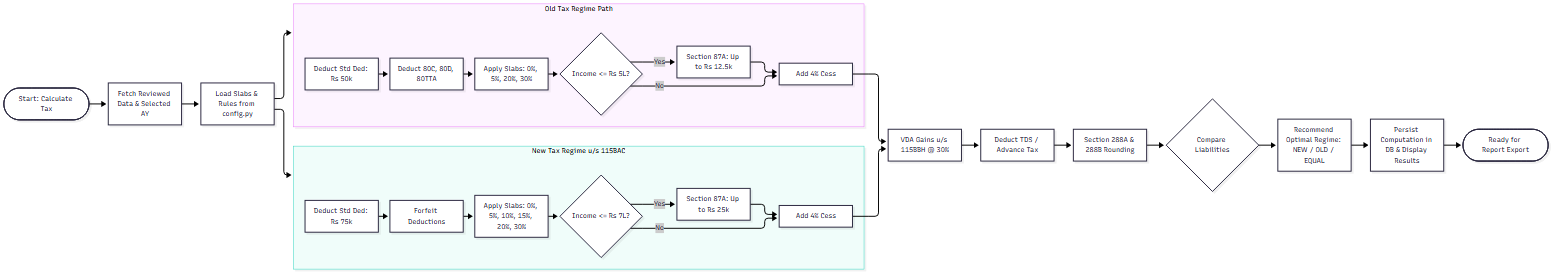 Old Tax Regime Path
Start: Calculate
Tax
Fetch Reviewed
Data & Selected
AY
Load Slabs &
Rules from
config.py
Deduct Std Ded:
Rs 50k
Deduct 80C, 80D,
80TTA
Apply Slabs: 0%,
5%, 20%, 30%
Income <= Rs 5L?
Yes
No
Section 87A: Up
to Rs 12.5k
Add 4% Cess
New Tax Regime u/s 115BAC
Deduct Std Ded:
Rs 75k
Forfeit
Deductions
Apply Slabs: 0%,
5%, 10%, 15%,
20%, 30%
Income <= Rs 7L?
Yes
No
Section 87A: Up
to Rs 25k
Add 4% Cess
VDA Gains u/s
115BBH @ 30%
Deduct TDS /
Advance Tax
Section 288A &
288B Rounding
Compare
Liabilities
Recommend
Optimal Regime:
NEW / OLD /
EQUAL
Persist
Computation in
DB & Display
Results
Ready for
Report Export